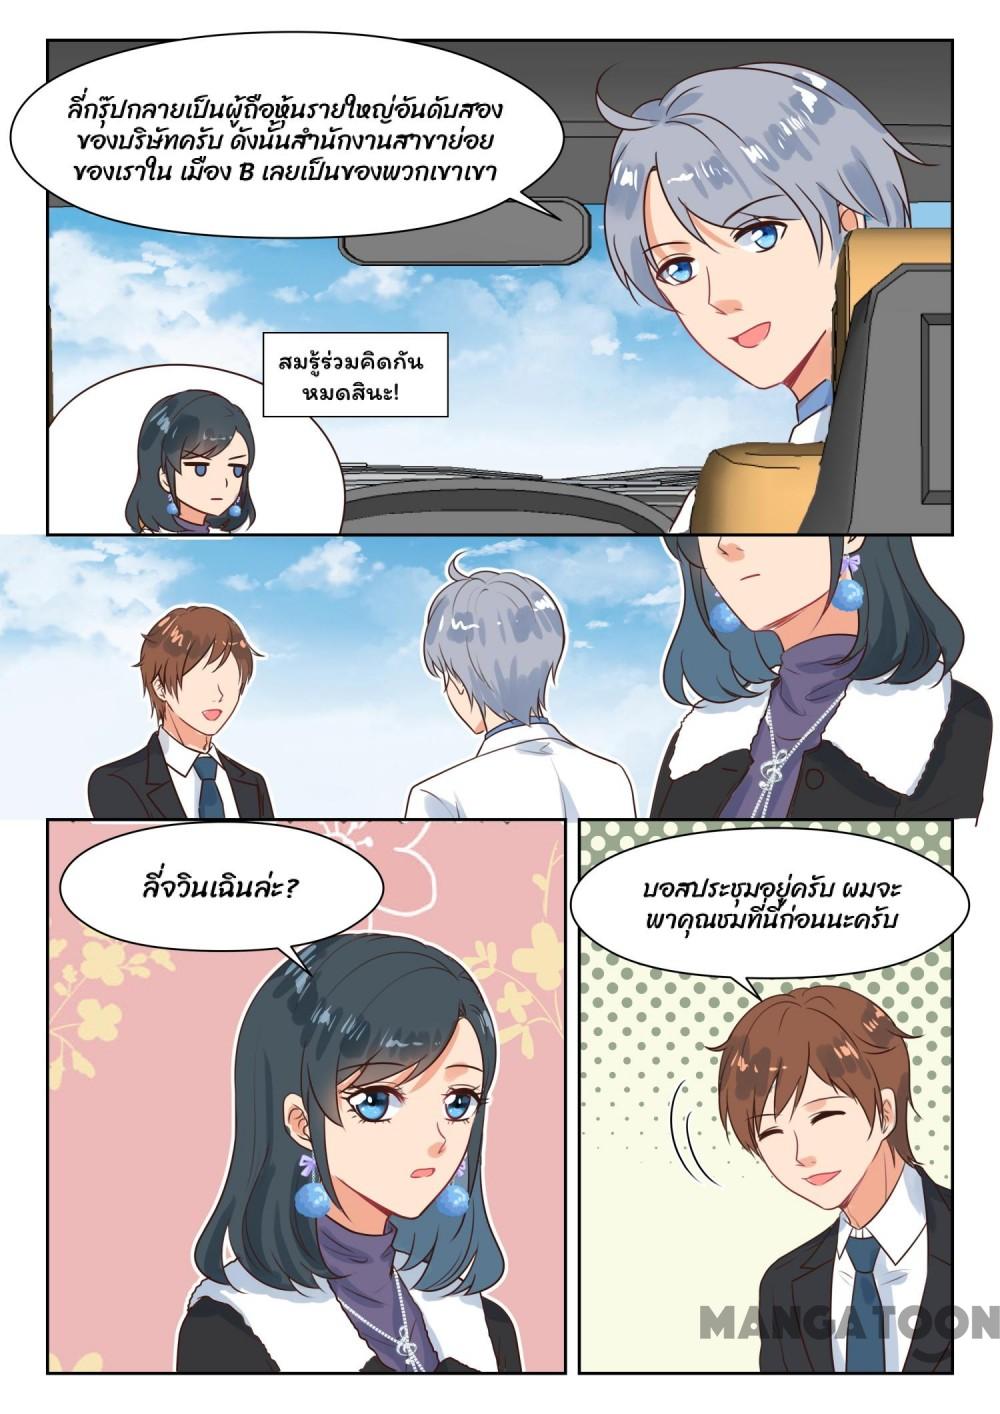 ลี่กรุ๊ปกลายเป็นผู้ถือหุ้นรายใหญ่อันดับสอง
ของบริษัทครับ ดังนั้นสำนักงานสาขาย่อย
ของเราใน เมือง B เลยเป็นของพวกเขาเขา
สมรู้ร่วมคิดกัน
หมดสินะ!
ลี่จวินเฉินล่ะ?
บอสประชุมอยู่ครับ ผมจะ
พาคุณชมที่นี่ก่อนนะครับ
MANGATOON